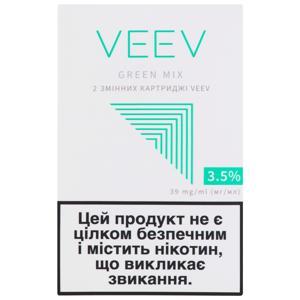 VEEV
GREEN MIX
2 ЗМІННИХ КАРТРИДЖІ VEEV
3.5%
39 mg/ml (мг/мл)
Цей продукт не є
цілком безпечним
і містить нікотин,
що викликає
звикання.